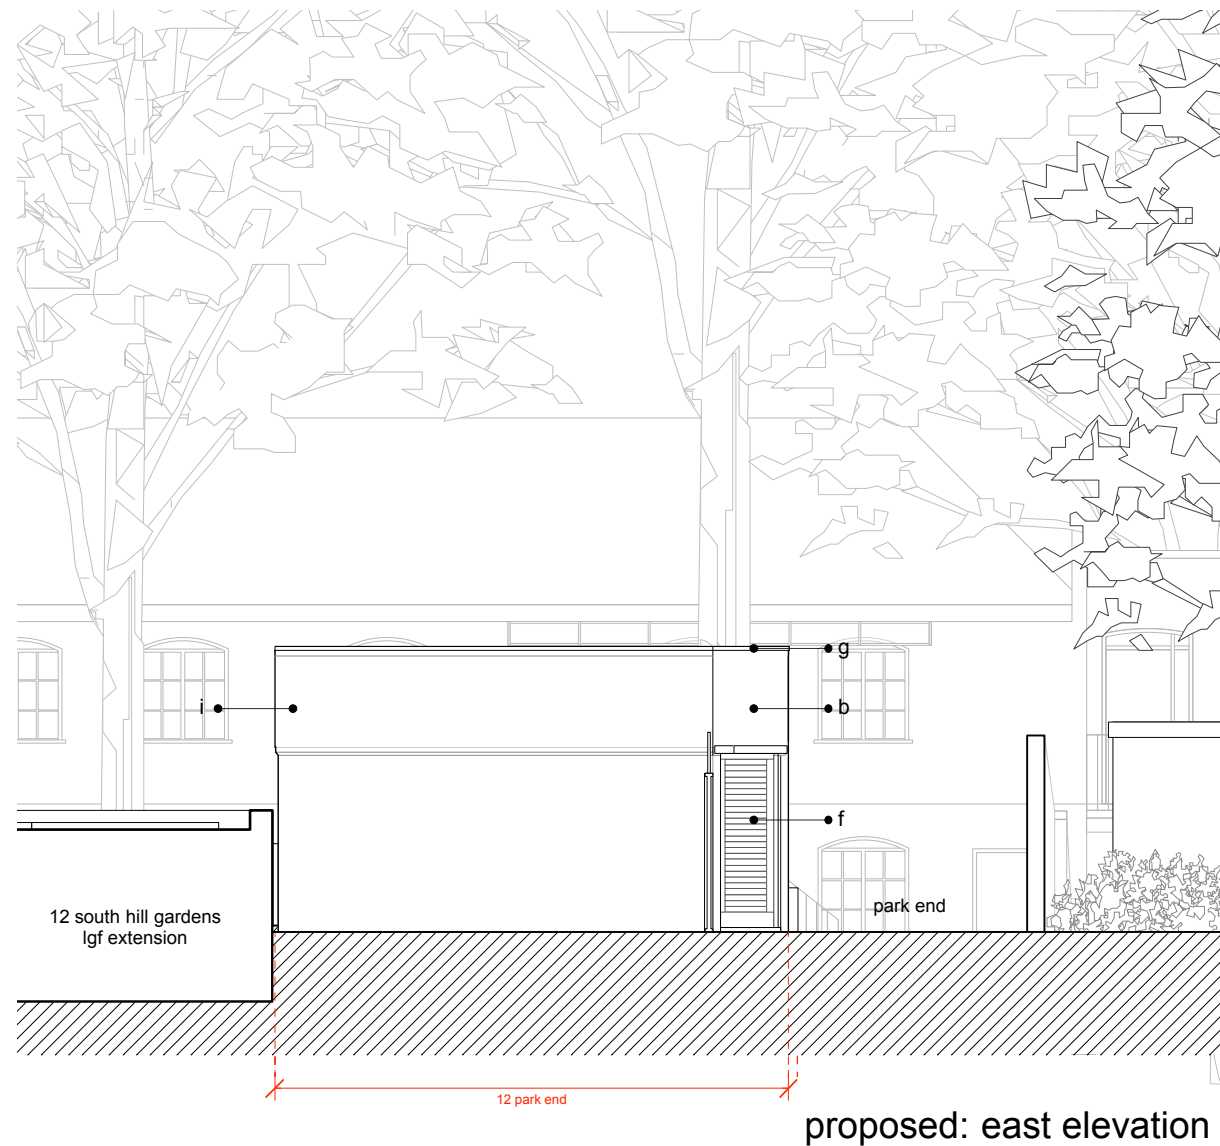 g
i
b
f
12 south hill gardens
lgf extension
park end
12 park end
proposed: east elevation